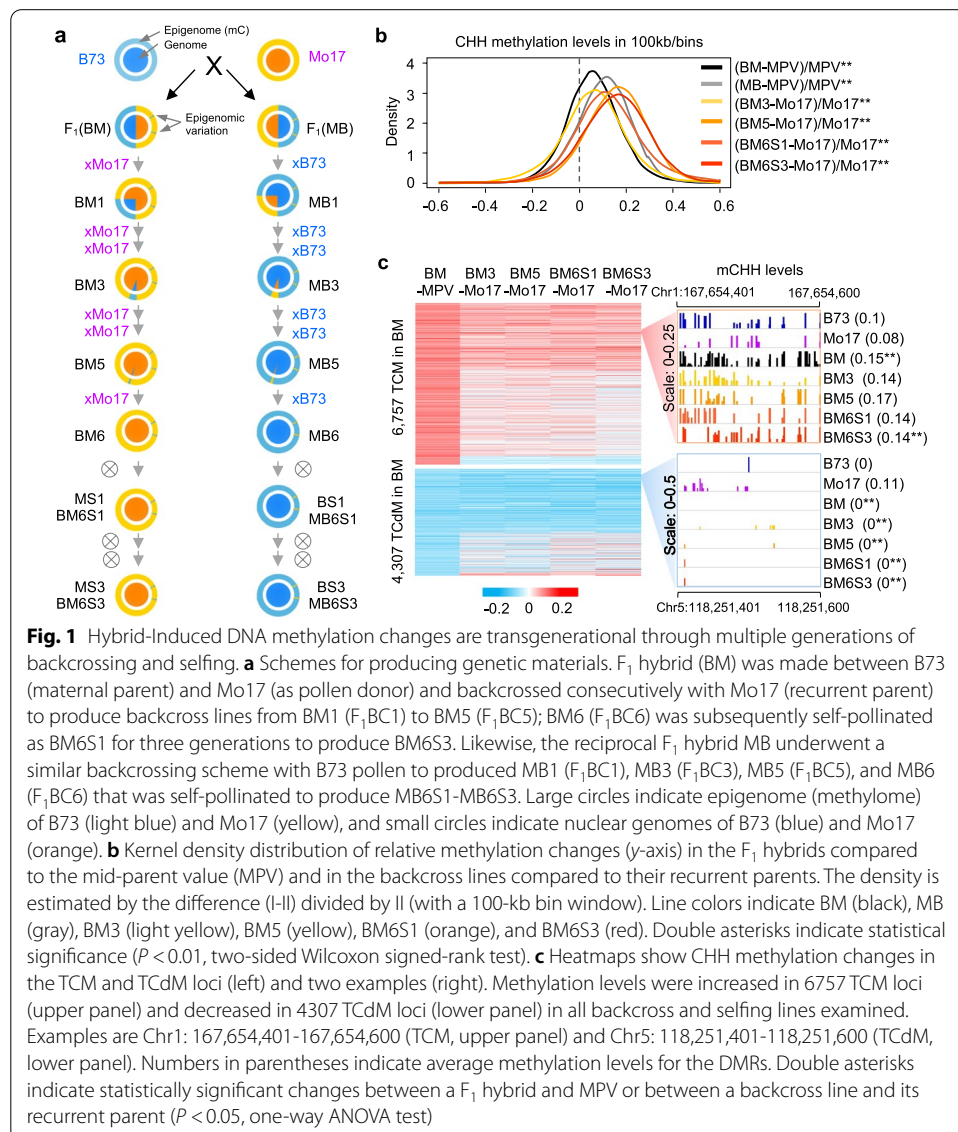 a
Epigenome (mC)
Genome
B73
Mo17
X
F₁(BM)
Epigenomic
variation
F₁(MB)
xMo17
xB73
BM1
MB1
xMo17
xB73
xMo17
xB73
BM3
MB3
xMo17
xB73
xMo17
xB73
BM5
MB5
xMo17
xB73
BM6
MB6
MS1
BS1
BM6S1
MB6S1
MS3
BS3
BM6S3
MB6S3
b
CHH methylation levels in 100kb/bins
Density
4
3
2
1
0
-0.6
-0.4
-0.2
0
0.2
0.4
0.6
(BM-MPV)/MPV**
(MB-MPV)/MPV**
(BM3-Mo17)/Mo17**
(BM5-Mo17)/Mo17**
(BM6S1-Mo17)/Mo17**
(BM6S3-Mo17)/Mo17**
c
BM BM3 BM5 BM6S1 BM6S3
-MPV -Mo17 -Mo17 -Mo17 -Mo17
6,757 TCM in BM
4,307 TCdM in BM
-0.2 0 0.2
mCHH levels
Chr1:167,654,401 167,654,600
Scale: 0-0.25
B73 (0.1)
Mo17 (0.08)
BM (0.15**)
BM3 (0.14)
BM5 (0.17)
BM6S1 (0.14)
BM6S3 (0.14**)
Scale: 0-0.5
B73 (0)
Mo17 (0.11)
BM (0**)
BM3 (0**)
BM5 (0**)
BM6S1 (0**)
BM6S3 (0**)
Chr5:118,251,401 118,251,600
Fig. 1 Hybrid-Induced DNA methylation changes are transgenerational through multiple generations of
backcrossing and selfing. a Schemes for producing genetic materials. F₁ hybrid (BM) was made between B73
(maternal parent) and Mo17 (as pollen donor) and backcrossed consecutively with Mo17 (recurrent parent)
to produce backcross lines from BM1 (F₁BC1) to BM5 (F₁BC5); BM6 (F₁BC6) was subsequently self-pollinated
as BM6S1 for three generations to produce BM6S3. Likewise, the reciprocal F₁ hybrid MB underwent a
similar backcrossing scheme with B73 pollen to produced MB1 (F₁BC1), MB3 (F₁BC3), MB5 (F₁BC5), and MB6
(F₁BC6) that was self-pollinated to produce MB6S1-MB6S3. Large circles indicate epigenome (methylome)
of B73 (light blue) and Mo17 (yellow), and small circles indicate nuclear genomes of B73 (blue) and Mo17
(orange). b Kernel density distribution of relative methylation changes (y-axis) in the F₁ hybrids compared
to the mid-parent value (MPV) and in the backcross lines compared to their recurrent parents. The density is
estimated by the difference (I-II) divided by II (with a 100-kb bin window). Line colors indicate BM (black), MB
(gray), BM3 (light yellow), BM5 (yellow), BM6S1 (orange), and BM6S3 (red). Double asterisks indicate statistical
significance (P < 0.01, two-sided Wilcoxon signed-rank test). c Heatmaps show CHH methylation changes in
the TCM and TCdM loci (left) and two examples (right). Methylation levels were increased in 6757 TCM loci
(upper panel) and decreased in 4307 TCdM loci (lower panel) in all backcross and selfing lines examined.
Examples are Chr1: 167,654,401-167,654,600 (TCM, upper panel) and Chr5: 118,251,401-118,251,600 (TCdM,
lower panel). Numbers in parentheses indicate average methylation levels for the DMRs. Double asterisks
indicate statistically significant changes between a F₁ hybrid and MPV or between a backcross line and its
recurrent parent (P < 0.05, one-way ANOVA test)